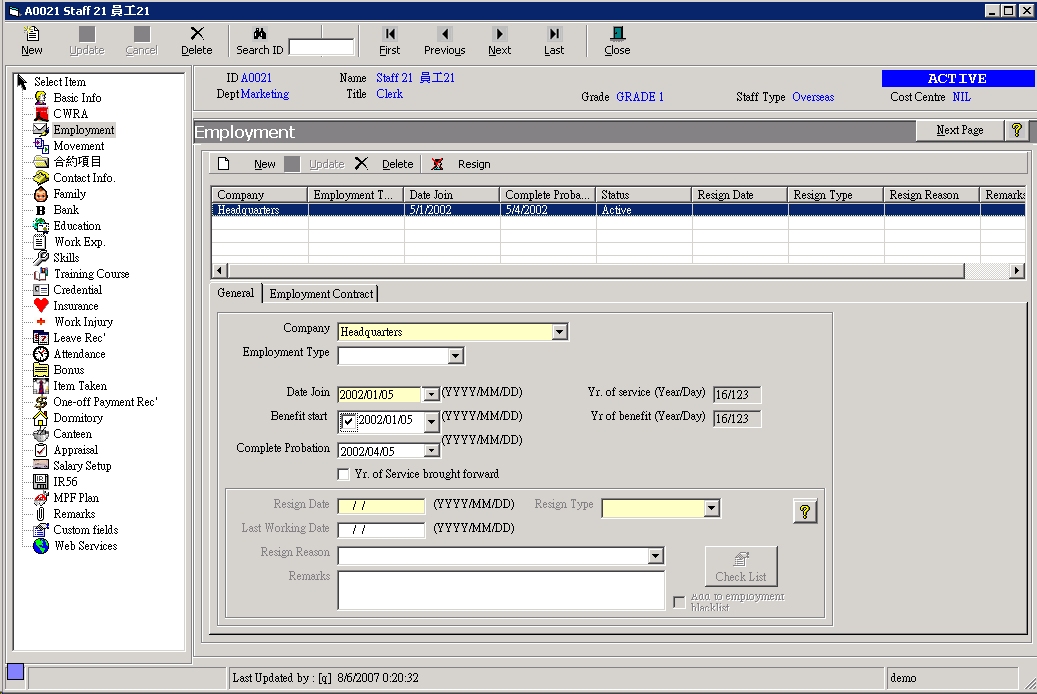 A0021 Staff 21 員工21
New Update Cancel Delete Search ID First Previous Next Last Close
Select Item
Basic Info
CWRA
Employment
Movement
合約項目
Contact Info.
Family
Bank
Education
Work Exp.
Skills
Training Course
Credential
Insurance
Work Injury
Leave Rec'
Attendance
Bonus
Item Taken
One-off Payment Rec'
Dormitory
Canteen
Appraisal
Salary Setup
IR56
MPF Plan
Remarks
Custom fields
Web Services
ID A0021 Name Staff 21 員工21 ACTIVE
Dept Marketing Title Clerk Grade GRADE 1 Staff Type Overseas Cost Centre NIL
Employment Next Page ?
New Update Delete Resign
Company Employment T... Date Join Complete Proba... Status Resign Date Resign Type Resign Reason Remarks
Headquarters 5/1/2002 5/4/2002 Active
General Employment Contract
Company Headquarters
Employment Type
Date Join 2002/01/05 (YYYY/MM/DD) Yr. of service (Year/Day) 16/123
Benefit start 2002/01/05 (YYYY/MM/DD) Yr of benefit (Year/Day) 16/123
Complete Probation 2002/04/05 (YYYY/MM/DD)
Yr. of Service brought forward
Resign Date / / (YYYY/MM/DD) Resign Type ?
Last Working Date / / (YYYY/MM/DD)
Resign Reason
Remarks Check List
Add to employment
blacklist
Last Updated by : [q] 8/6/2007 0:20:32 demo